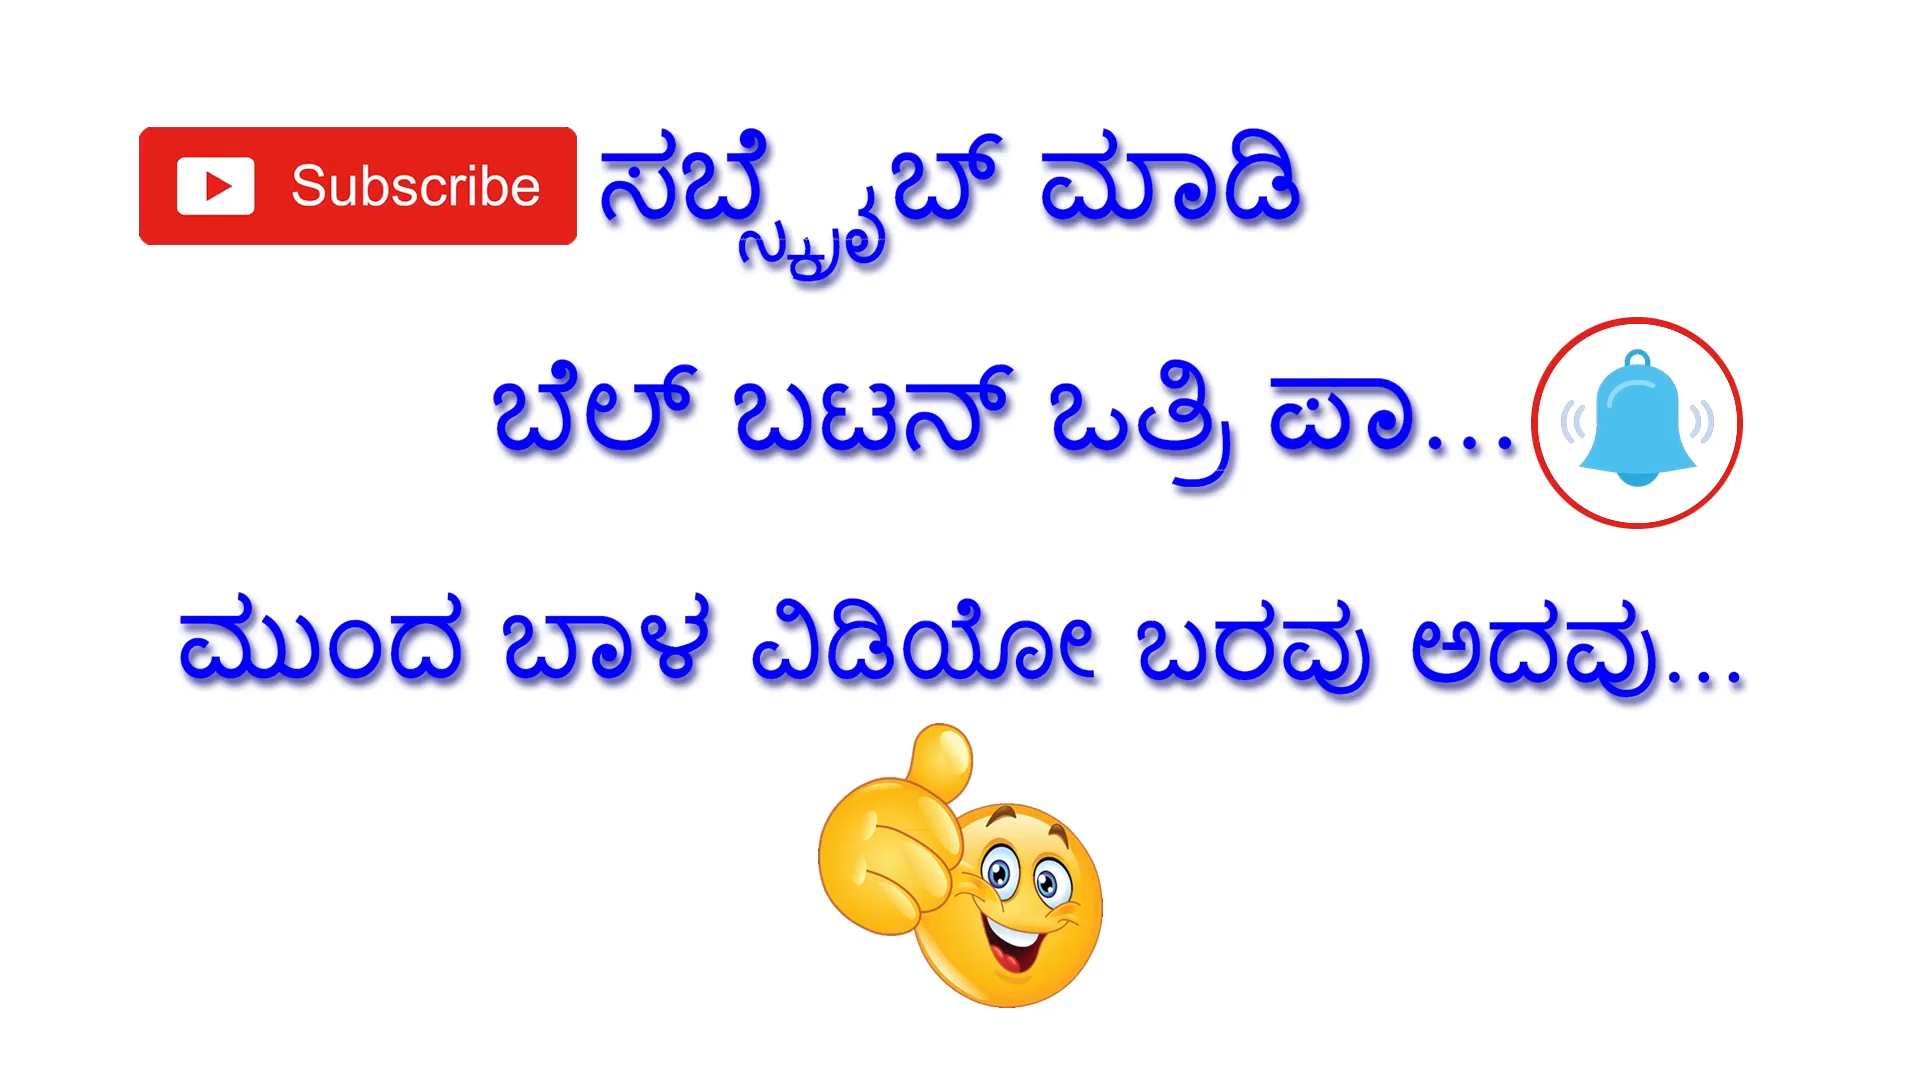 Subscribe ಸಬ್ಸ್ಕ್ರೈಬ್ ಮಾಡಿ
ಬೆಲ್ ಬಟನ್ ಒತ್ರಿ ಪಾ...
ಮುಂದ ಬಾಳ ವಿಡಿಯೋ ಬರವು ಅದವು...